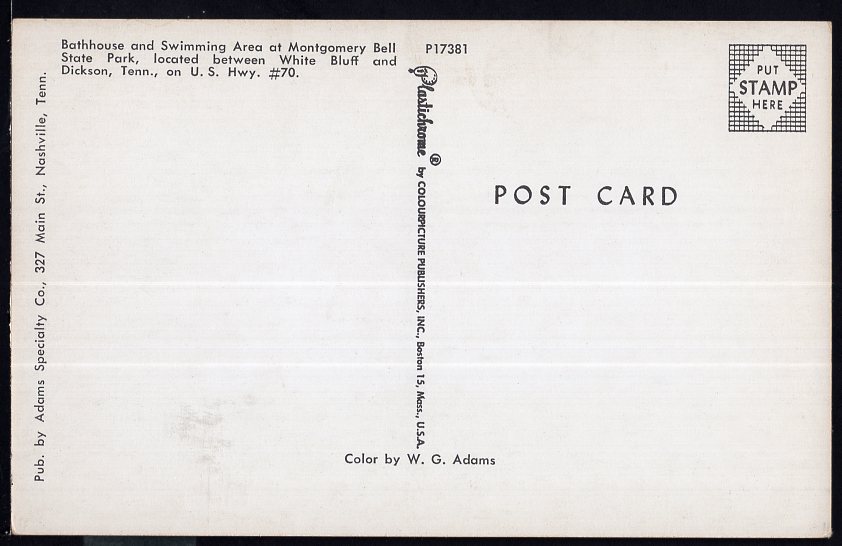 Bathhouse and Swimming Area at Montgomery Bell
State Park, located between White Bluff and
Dickson, Tenn., on U. S. Hwy. #70.
P17381
PUT
STAMP
HERE
Pub. by Adams Specialty Co., 327 Main St., Nashville, Tenn.
Plastichrome ® by COLOURPICTURE PUBLISHERS, INC., Boston 15, Mass., U.S.A.
POST CARD
Color by W. G. Adams